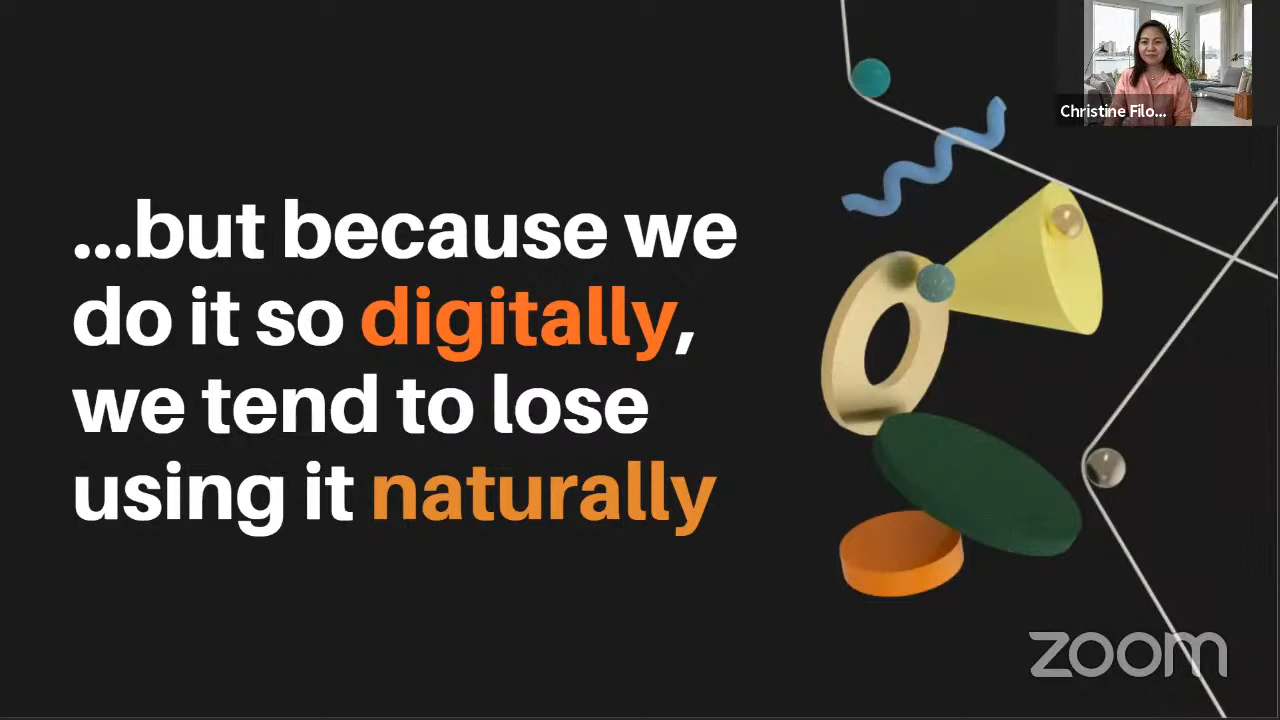 ...but because we
do it so digitally,
we tend to lose
using it naturally
Christine Filo...
zoom